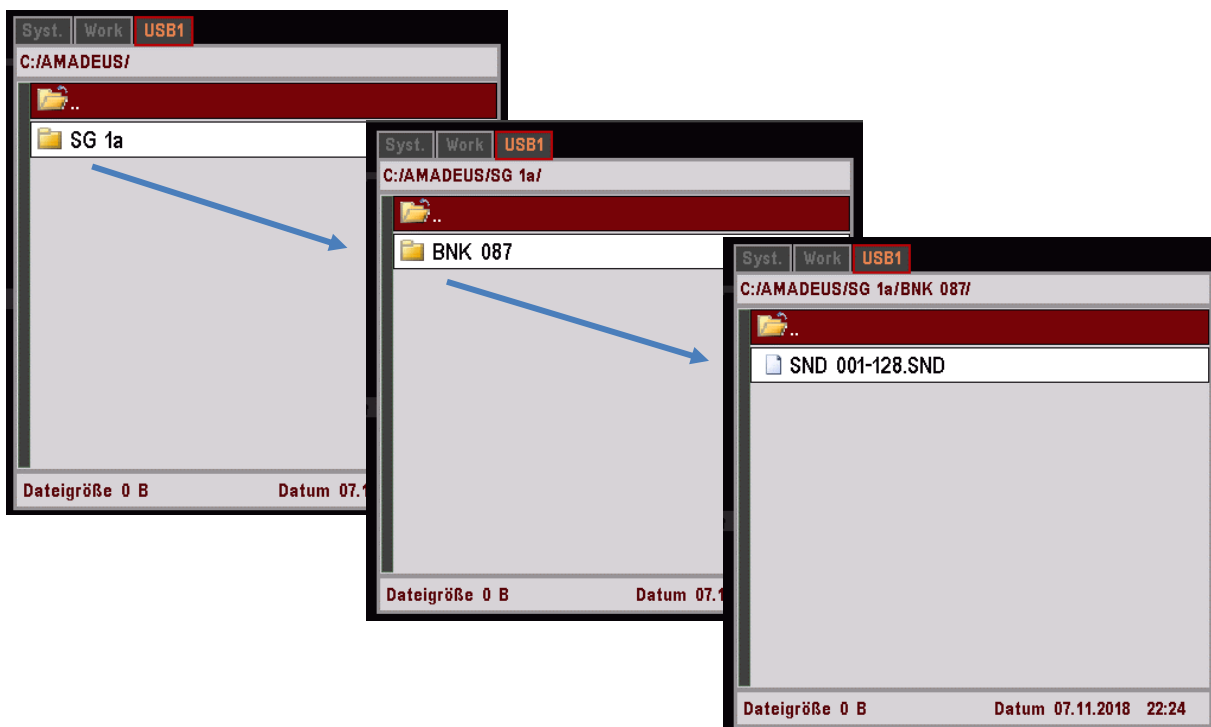 Syst. Work USB1
C:/AMADEUS/
..
SG 1a
Dateigröße 0 B Datum 07.1
Syst. Work USB1
C:/AMADEUS/SG 1a/
..
BNK 087
Dateigröße 0 B Datum 07.1
Syst. Work USB1
C:/AMADEUS/SG 1a/BNK 087/
..
SND 001-128.SND
Dateigröße 0 B Datum 07.11.2018 22:24